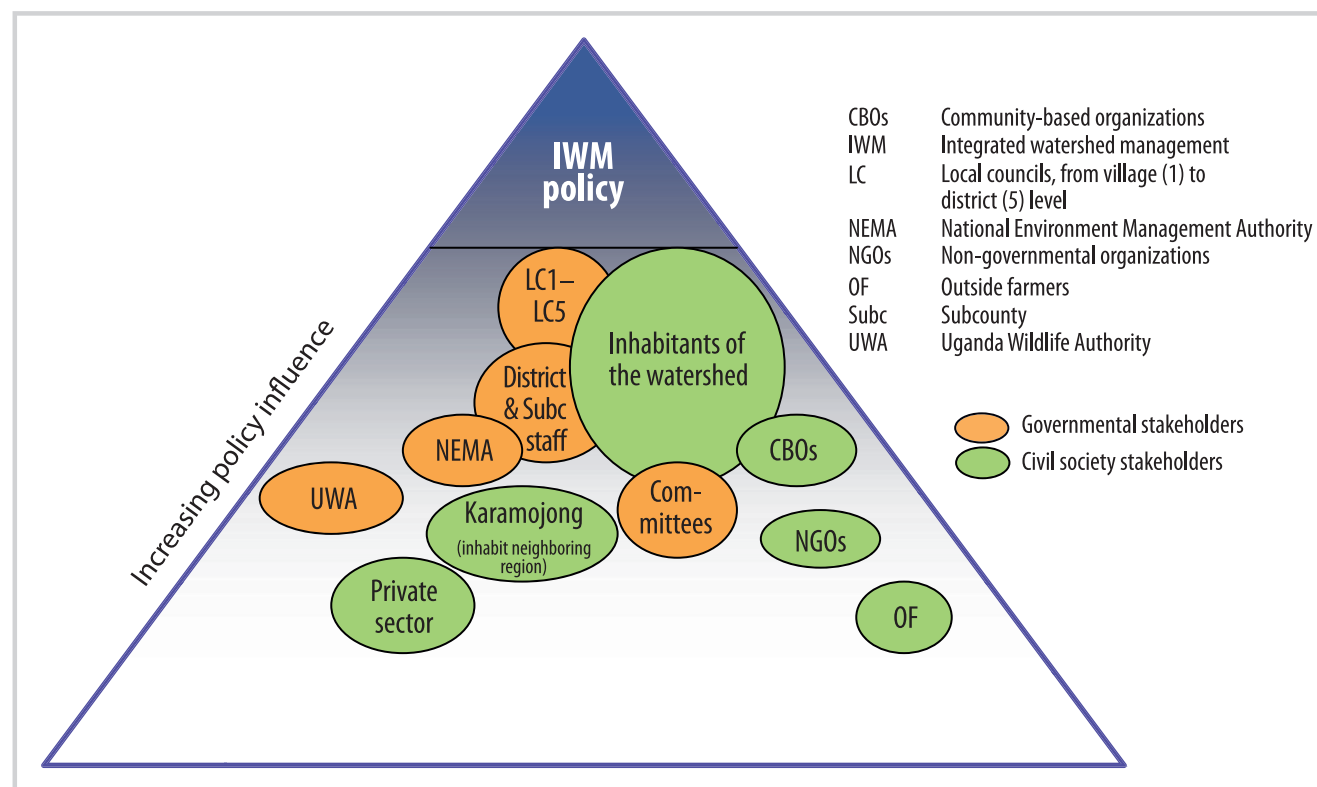 IWM
policy
Increasing policy influence
LC1–
LC5
Inhabitants of
the watershed
District
& Subc
staff
NEMA
CBOs
UWA
Karamojong
(inhabit neighboring
region)
Com-
mittees
NGOs
Private
sector
OF
CBOs Community-based organizations
IWM Integrated watershed management
LC Local councils, from village (1) to
district (5) level
NEMA National Environment Management Authority
NGOs Non-governmental organizations
OF Outside farmers
Subc Subcounty
UWA Uganda Wildlife Authority
Governmental stakeholders
Civil society stakeholders